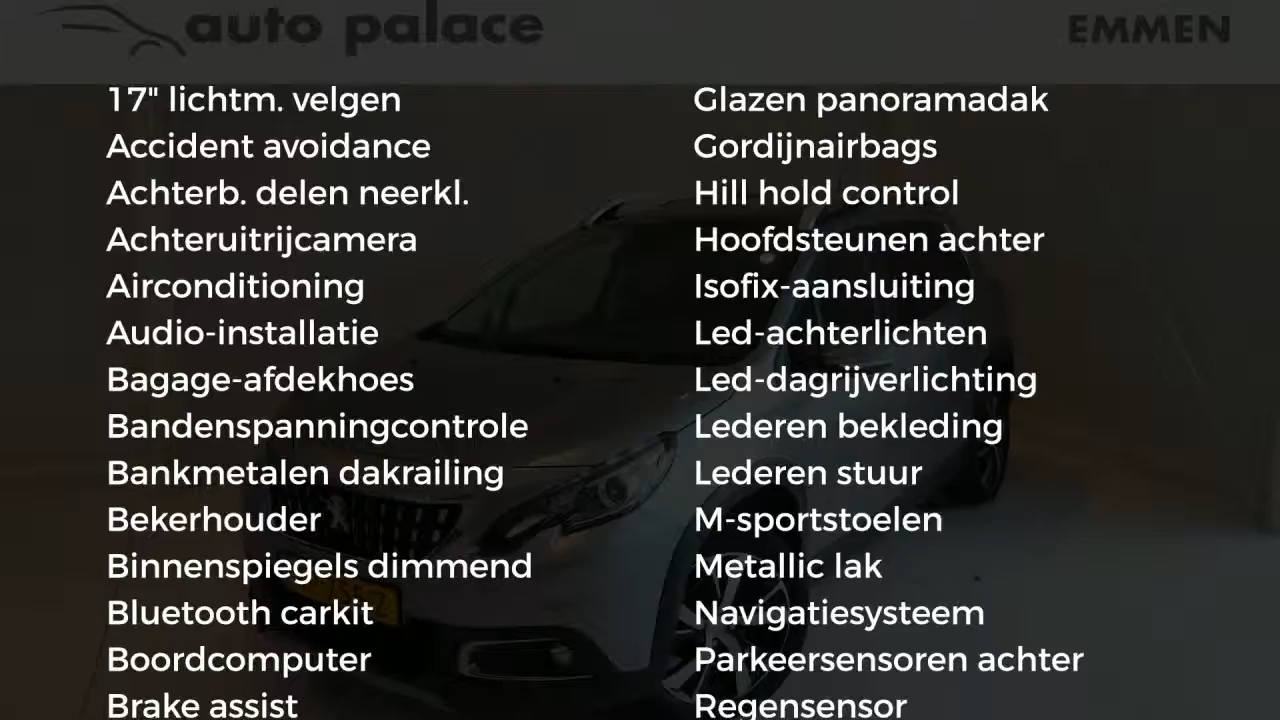 auto palace
EMMEN
17" lichtm. velgen
Accident avoidance
Achterb. delen neerkl.
Achteruitrijcamera
Airconditioning
Audio-installatie
Bagage-afdekhoes
Bandenspanningcontrole
Bankmetalen dakrailing
Bekerhouder
Binnenspiegels dimmend
Bluetooth carkit
Boordcomputer
Brake assist
Glazen panoramadak
Gordijnairbags
Hill hold control
Hoofdsteunen achter
Isofix-aansluiting
Led-achterlichten
Led-dagrijverlichting
Lederen bekleding
Lederen stuur
M-sportstoelen
Metallic lak
Navigatiesysteem
Parkeersensoren achter
Regensensor